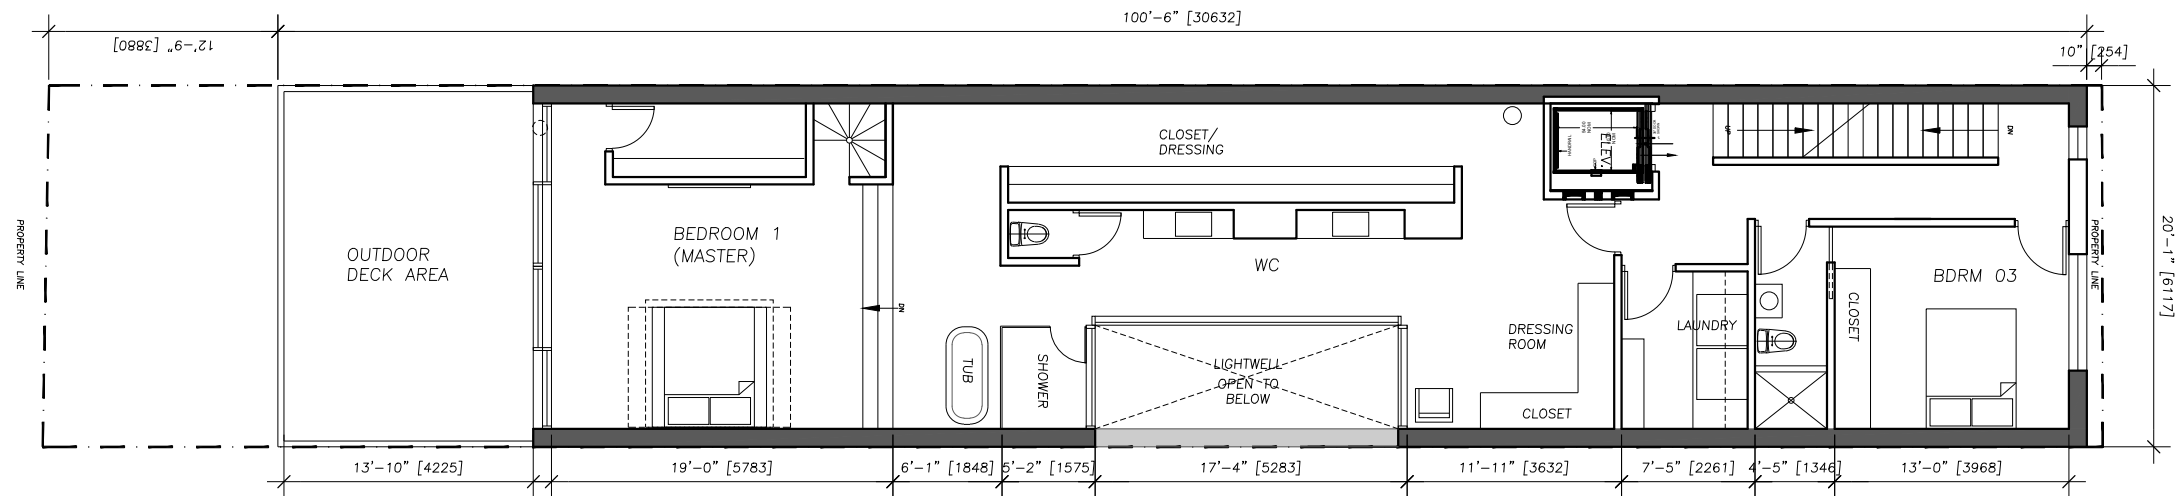 100'-6" [30632]
12'-9" [3880]
10" [254]
CLOSET/
DRESSING
UP
DN
ELEV.
HANDRAIL
PROPERTY LINE
OUTDOOR
DECK AREA
BEDROOM 1
(MASTER)
WC
BDRM 03
PROPERTY LINE
20'-1" [6117]
DN
TUB
SHOWER
LIGHTWELL
OPEN TO
BELOW
DRESSING
ROOM
CLOSET
LAUNDRY
CLOSET
13'-10" [4225]
19'-0" [5783]
6'-1" [1848]
5'-2" [1575]
17'-4" [5283]
11'-11" [3632]
7'-5" [2261]
4'-5" [1346]
13'-0" [3968]